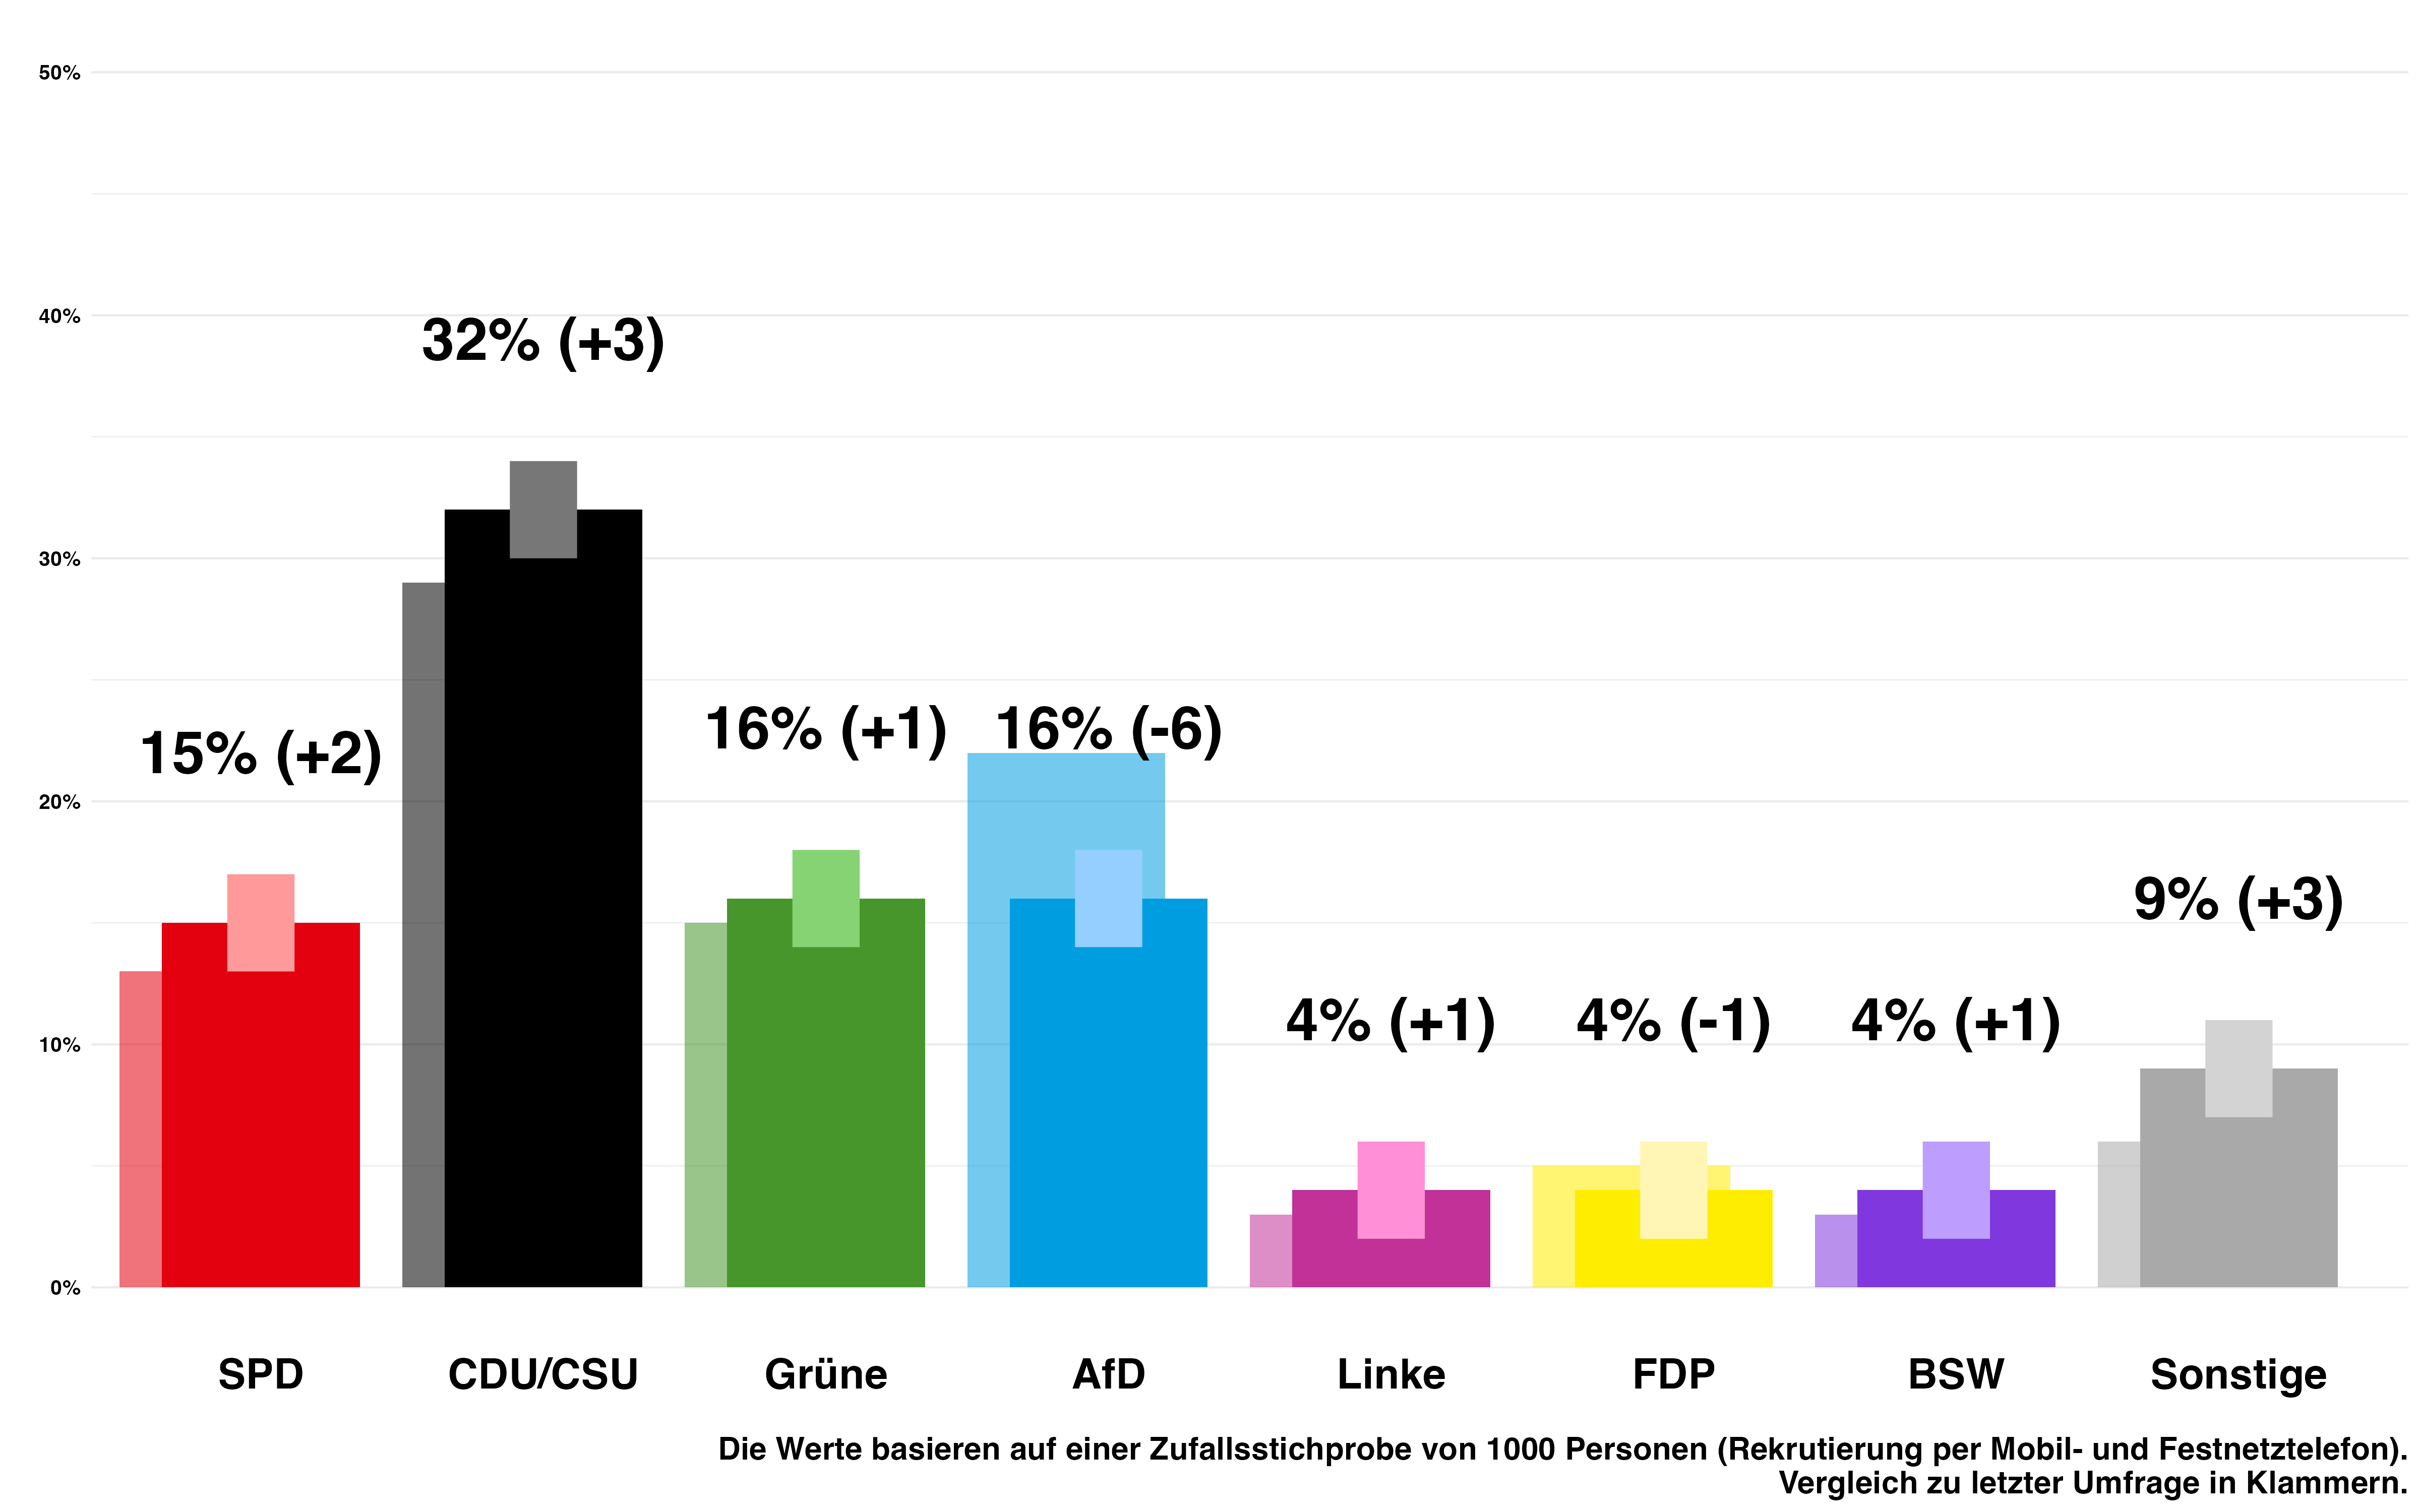 50%
40%
30%
20%
10%
0%
15% (+2)
32% (+3)
16% (+1)
16% (-6)
4% (+1)
4% (-1)
4% (+1)
9% (+3)
SPD
CDU/CSU
Grüne
AfD
Linke
FDP
BSW
Sonstige
Die Werte basieren auf einer Zufallsstichprobe von 1000 Personen (Rekrutierung per Mobil- und Festnetztelefon).
Vergleich zu letzter Umfrage in Klammern.